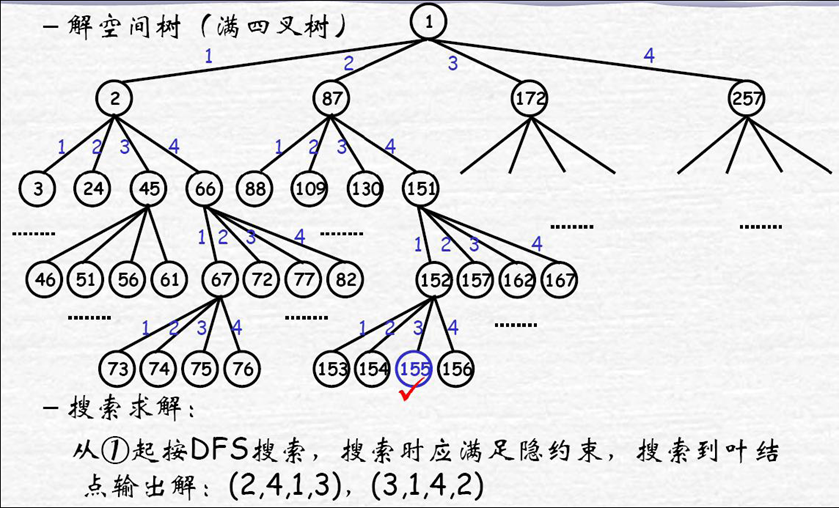 – 解空间树（满四叉树）
1
1 2 3 4
2 87 172 257
1 2 3 4 1 2 3 4
3 24 45 66 88 109 130 151
........ 1 2 3 4 ........ 1 2 3 4 ........ ........
46 51 56 61 67 72 77 82 152 157 162 167
........ 1 2 3 4 ........ 1 2 3 4 ........
73 74 75 76 153 154 155 156
– 搜索求解：
从①起按DFS搜索，搜索时应满足隐约束，搜索到叶结
点输出解：(2,4,1,3)，(3,1,4,2)